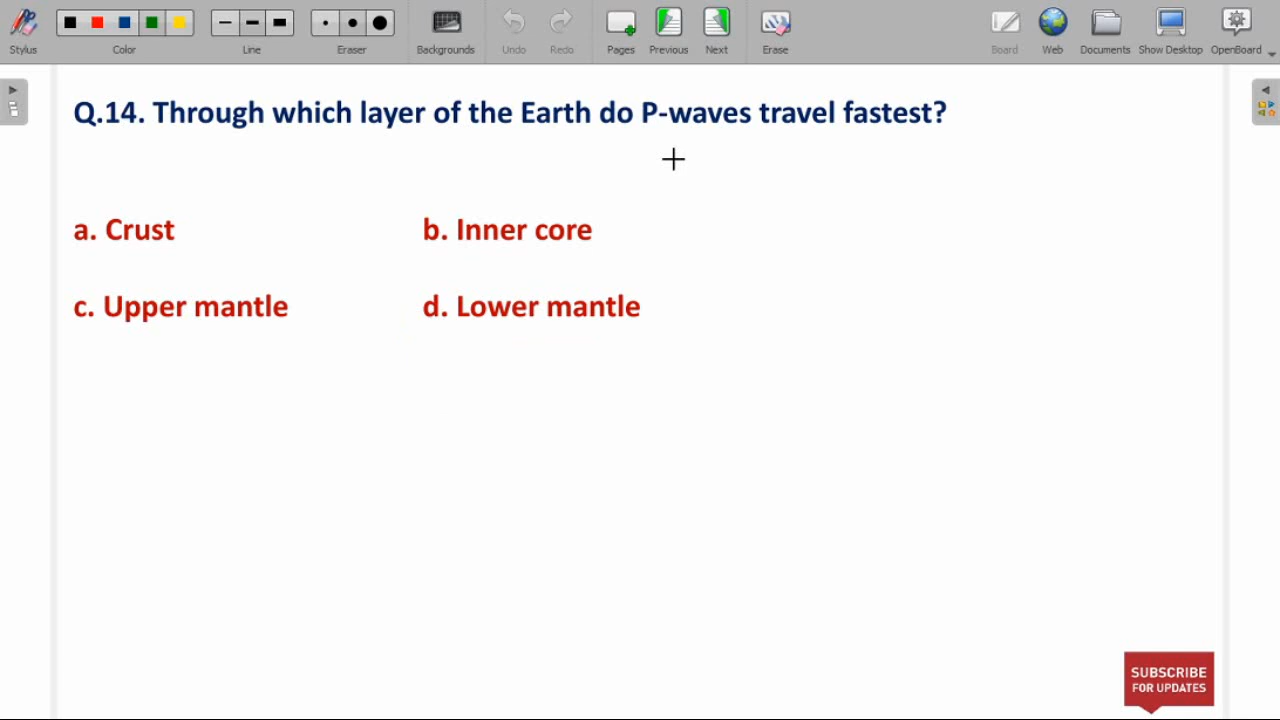 Stylus Color Line Eraser Backgrounds Undo Redo Pages Previous Next Erase Board Web Documents Show Desktop OpenBoard
Q.14. Through which layer of the Earth do P-waves travel fastest?
a. Crust b. Inner core
c. Upper mantle d. Lower mantle
SUBSCRIBE
FOR UPDATES